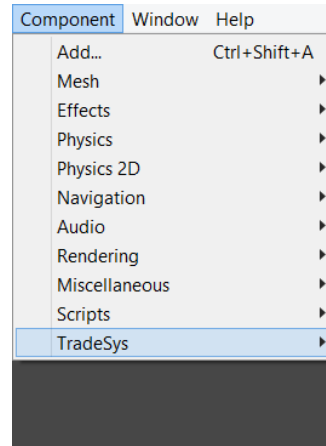 Component Window Help
Add... Ctrl+Shift+A
Mesh
Effects
Physics
Physics 2D
Navigation
Audio
Rendering
Miscellaneous
Scripts
TradeSys